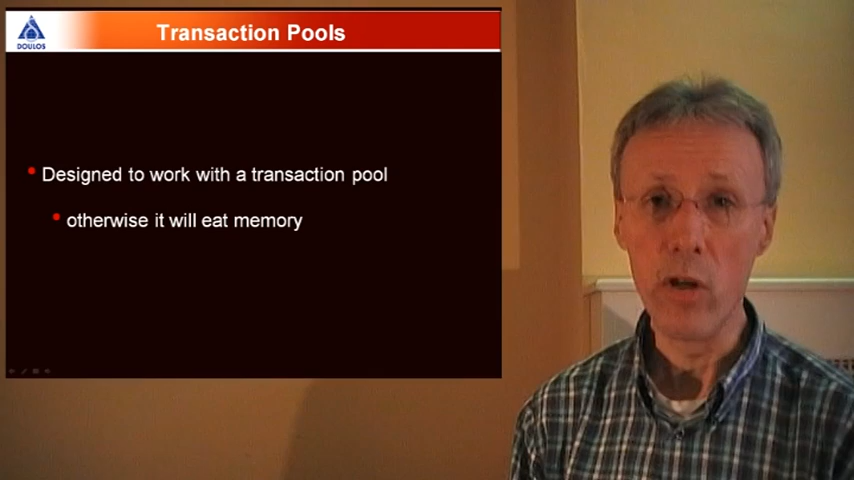 DOULOS
Transaction Pools
Designed to work with a transaction pool
otherwise it will eat memory